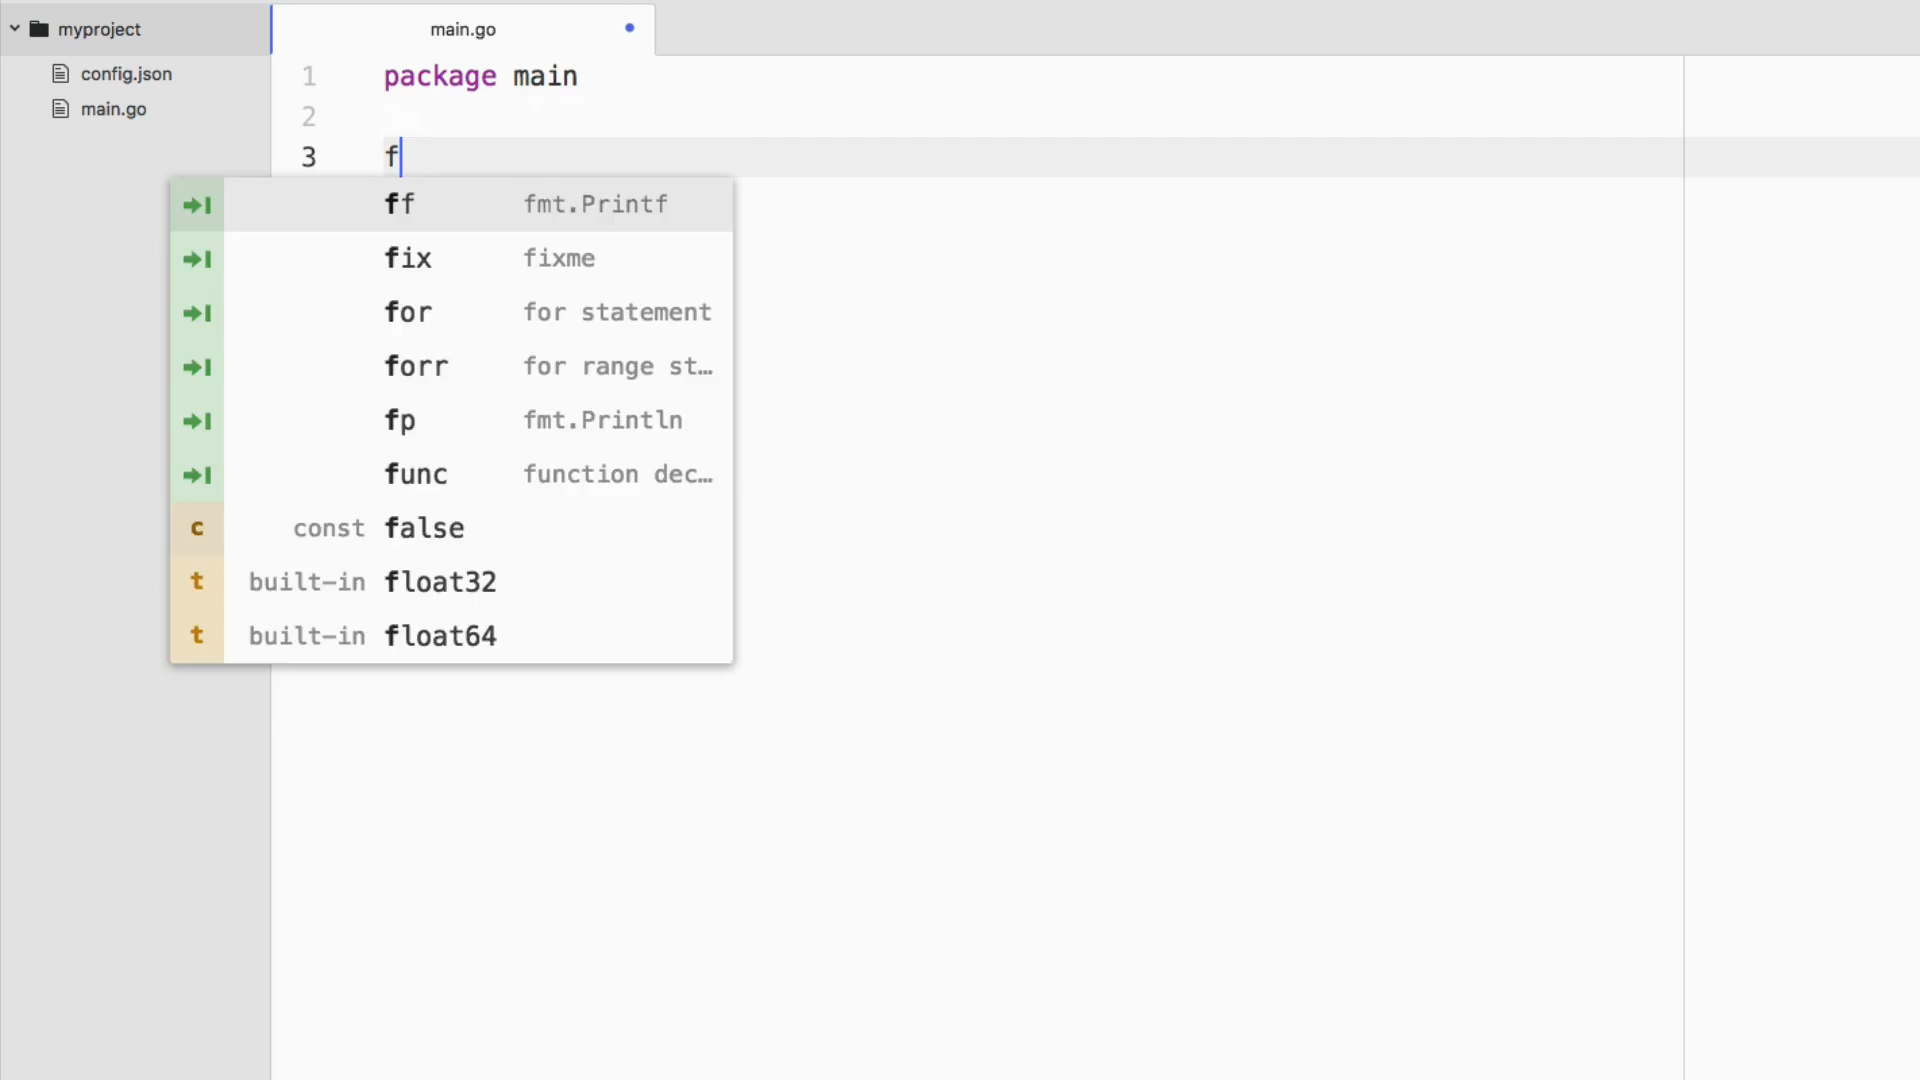 myproject
config.json
main.go
main.go
1 package main
2
3 f
ff fmt.Printf
fix fixme
for for statement
forr for range st…
fp fmt.Println
func function dec…
c const false
t built-in float32
t built-in float64